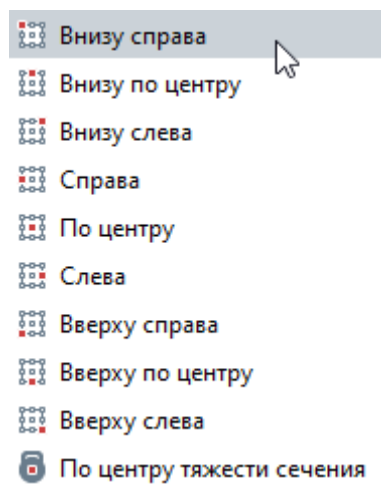 Внизу справа
Внизу по центру
Внизу слева
Справа
По центру
Слева
Вверху справа
Вверху по центру
Вверху слева
По центру тяжести сечения